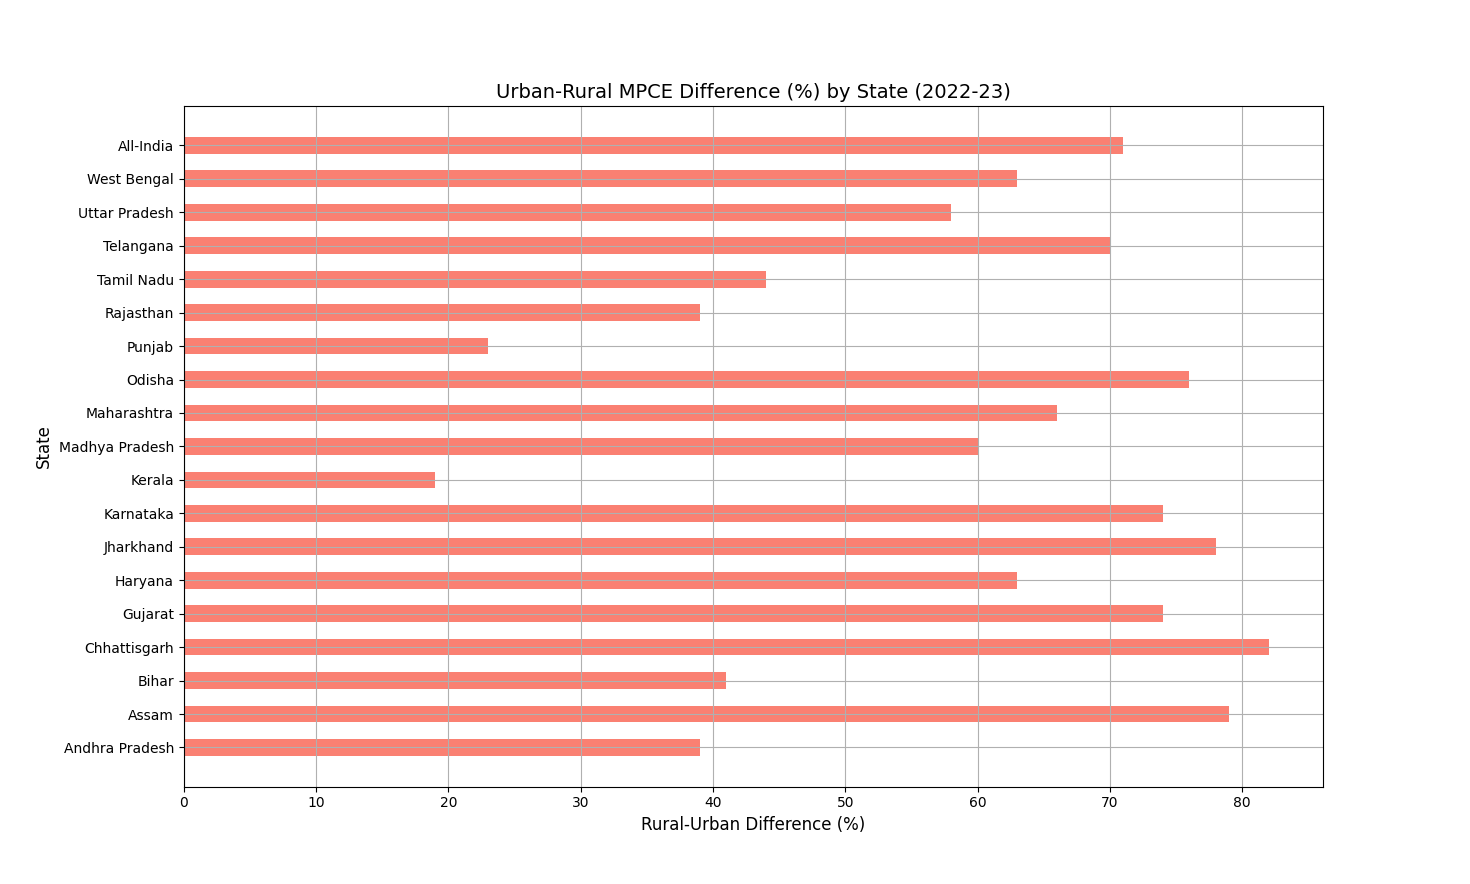 Urban-Rural MPCE Difference (%) by State (2022-23)
State
All-India
West Bengal
Uttar Pradesh
Telangana
Tamil Nadu
Rajasthan
Punjab
Odisha
Maharashtra
Madhya Pradesh
Kerala
Karnataka
Jharkhand
Haryana
Gujarat
Chhattisgarh
Bihar
Assam
Andhra Pradesh
0 10 20 30 40 50 60 70 80
Rural-Urban Difference (%)